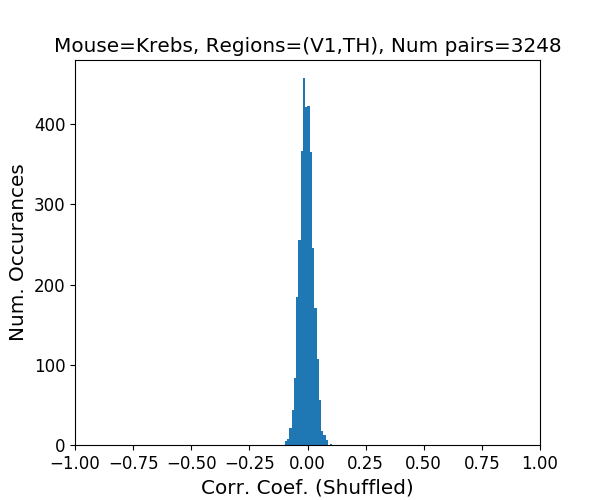 Mouse=Krebs, Regions=(V1,TH), Num pairs=3248
Num. Occurances
400
300
200
100
0
−1.00 −0.75 −0.50 −0.25 0.00 0.25 0.50 0.75 1.00
Corr. Coef. (Shuffled)